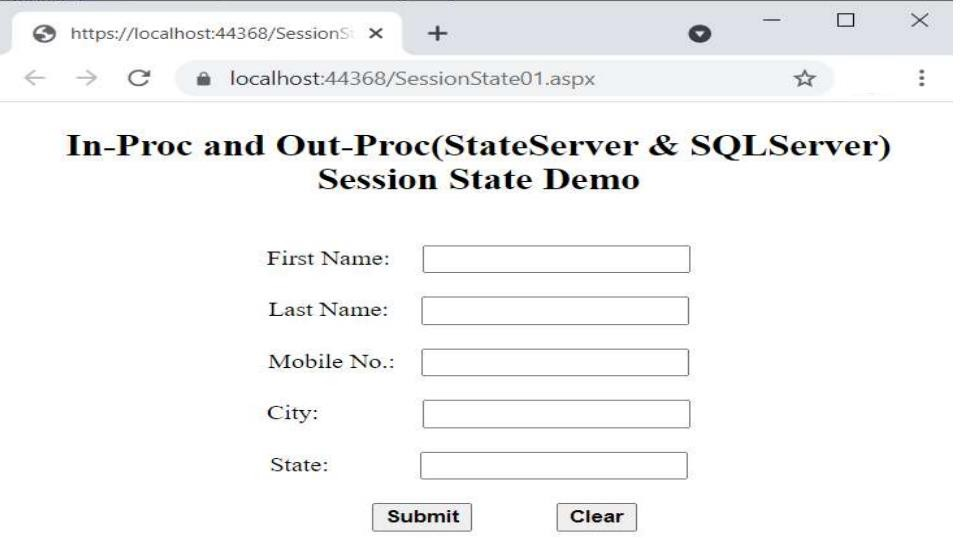 https://localhost:44368/SessionSt
localhost:44368/SessionState01.aspx
In-Proc and Out-Proc(StateServer & SQLServer)
Session State Demo
First Name:
Last Name:
Mobile No.:
City:
State:
Submit Clear